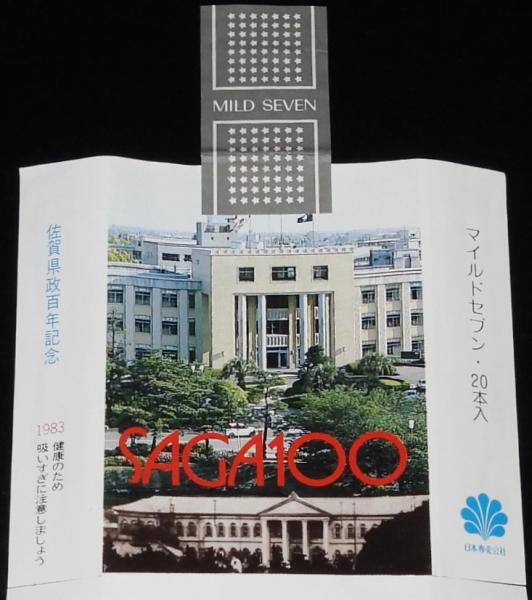 MILD SEVEN
佐賀県政百年記念
1983
健康のため
吸いすぎに注意しましょう
SAGA100
マイルドセブン・20本入
日本専売公社